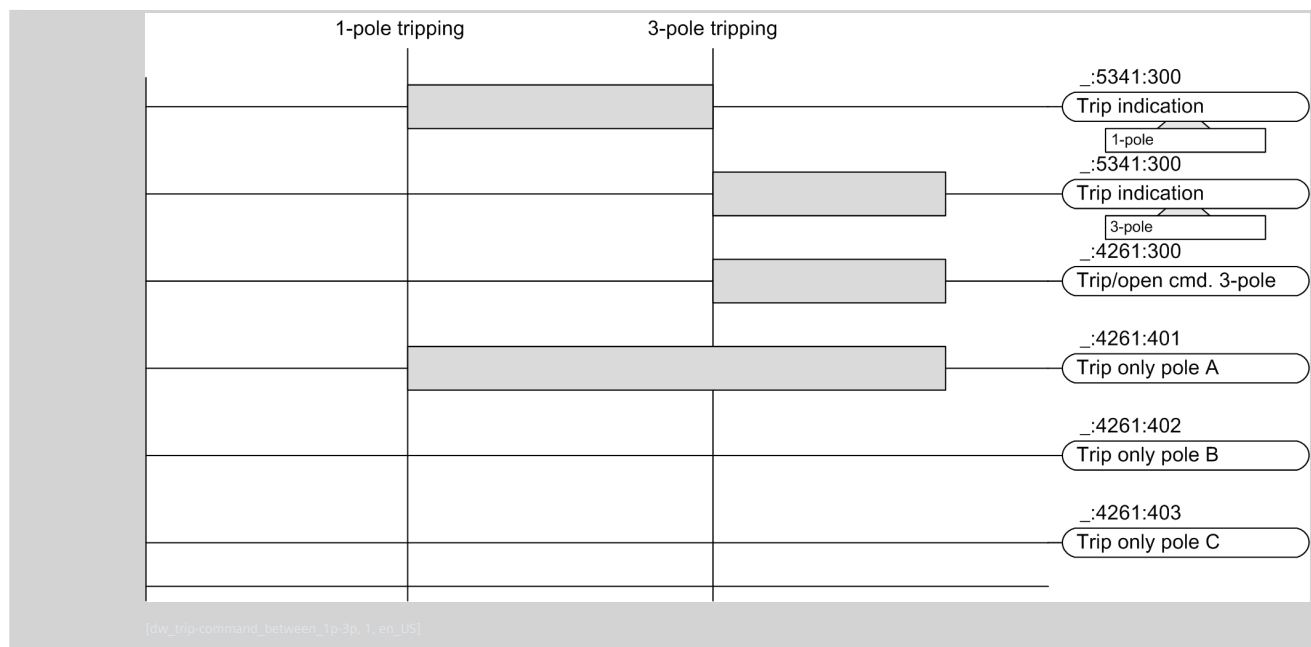 1-pole tripping 3-pole tripping
_:5341:300
Trip indication
1-pole
_:5341:300
Trip indication
3-pole
_:4261:300
Trip/open cmd. 3-pole
_:4261:401
Trip only pole A
_:4261:402
Trip only pole B
_:4261:403
Trip only pole C
[dw_trip-command_between_1p-3p, 1, en_US]